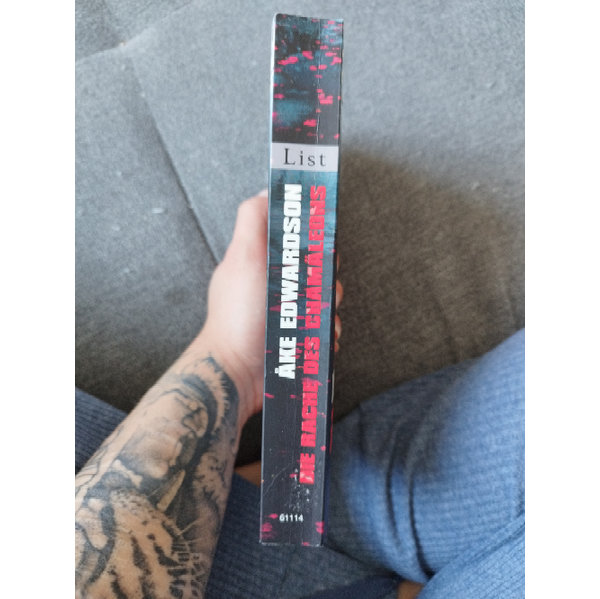 List
ÅKE EDWARDSON
DIE RACHE DES CHAMÄLEONS
61114